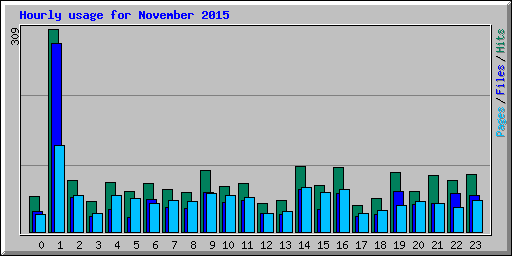 Hourly usage for November 2015
309
Pages/Files/Hits
0 1 2 3 4 5 6 7 8 9 10 11 12 13 14 15 16 17 18 19 20 21 22 23